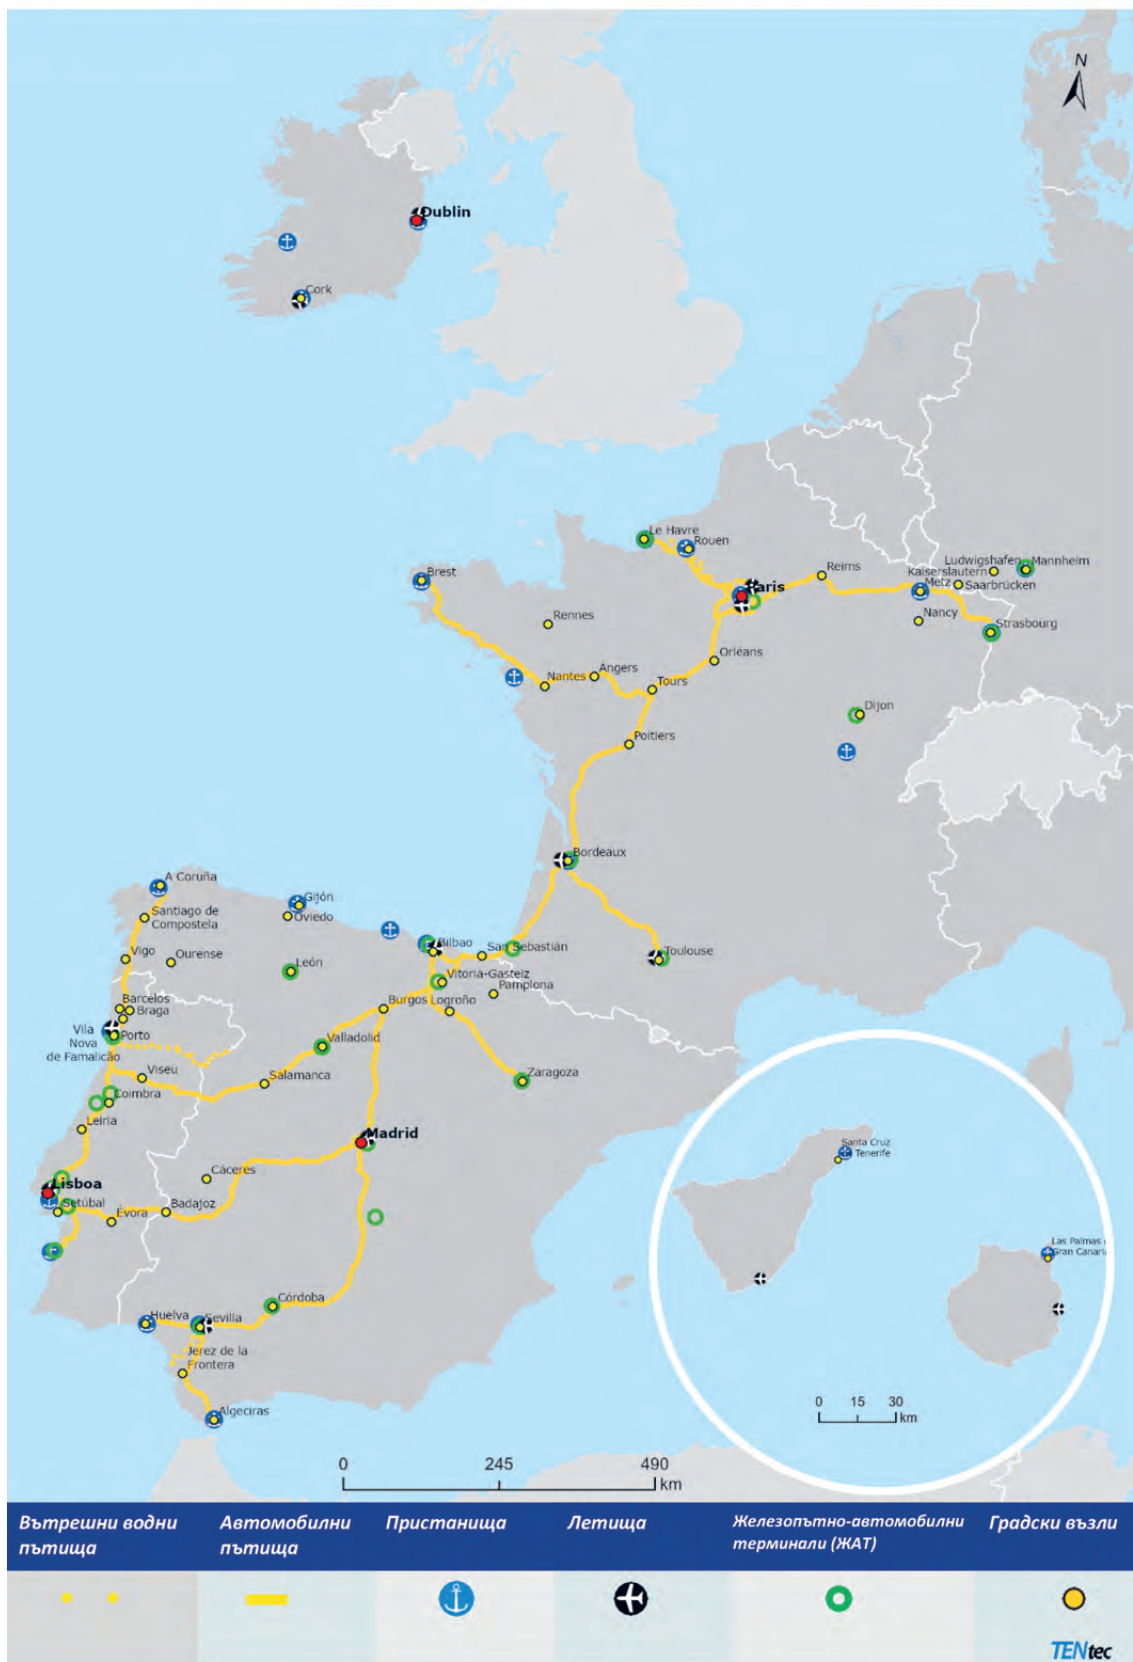 N
Dublin
Cork
Le Havre
Rouen
Ludwigshafen
Mannheim
Kaiserslautern
Saarbrücken
Reims
Metz
Paris
Brest
Nancy
Strasbourg
Rennes
Orléans
Angers
Nantes
Tours
Dijon
Poitiers
Bordeaux
A Coruña
Gijón
Santiago de
Compostela
Oviedo
Bilbao
San Sebastián
Toulouse
Vigo
Ourense
León
Vitoria-Gasteiz
Pamplona
Barcelos
Braga
Burgos
Logroño
Vila
Nova
de Famalicão
Porto
Valladolid
Viseu
Salamanca
Zaragoza
Coimbra
Leiria
Madrid
Santa Cruz
Tenerife
Cáceres
Lisboa
Setúbal
Évora
Badajoz
Las Palmas
Gran Canari
Córdoba
Huelva
Sevilla
Jerez de la
Frontera
Algeciras
0 15 30
km
0 245 490
km
Вътрешни водни
пътища
Автомобилни
пътища
Пристанища
Летища
Железопътно-автомобилни
терминали (ЖАТ)
Градски възли
TENtec